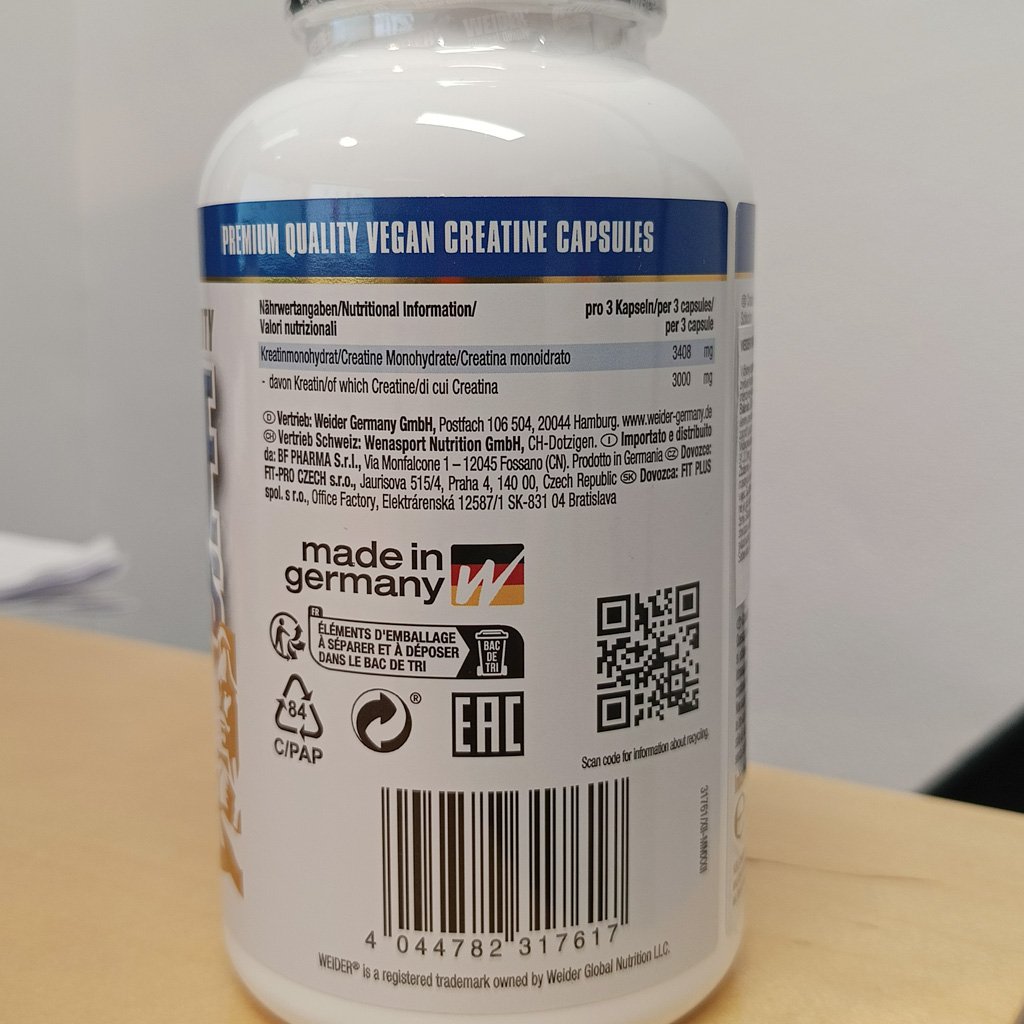 PREMIUM QUALITY VEGAN CREATINE CAPSULES
Nährwertangaben/Nutritional Information/
Valori nutrizionali
pro 3 Kapseln/per 3 capsules/
per 3 capsule
Kreatinmonohydrat/Creatine Monohydrate/Creatina monoidrato 3408 mg
- davon Kreatin/of which Creatine/di cui Creatina 3000 mg
D Vertrieb: Weider Germany GmbH, Postfach 106 504, 20044 Hamburg. www.weider-germany.de
CH Vertrieb Schweiz: Wenasport Nutrition GmbH, CH-Dotzigen. I Importato e distribuito
da: BF PHARMA S.r.l., Via Monfalcone 1 – 12045 Fossano (CN). Prodotto in Germania CZ Dovozca:
FIT-PRO CZECH s.r.o., Jaurisova 515/4, Praha 4, 140 00, Czech Republic SK Dovozca: FIT PLUS
spol. s r.o., Office Factory, Elektrárenská 12587/1 SK-831 04 Bratislava
made in
germany W
FR
ÉLÉMENTS D'EMBALLAGE
À SÉPARER ET À DÉPOSER
DANS LE BAC DE TRI
BAC
DE
TRI
84
C/PAP
®
EAC
Scan code for information about recycling.
4 044782 317617
WEIDER® is a registered trademark owned by Weider Global Nutrition LLC.